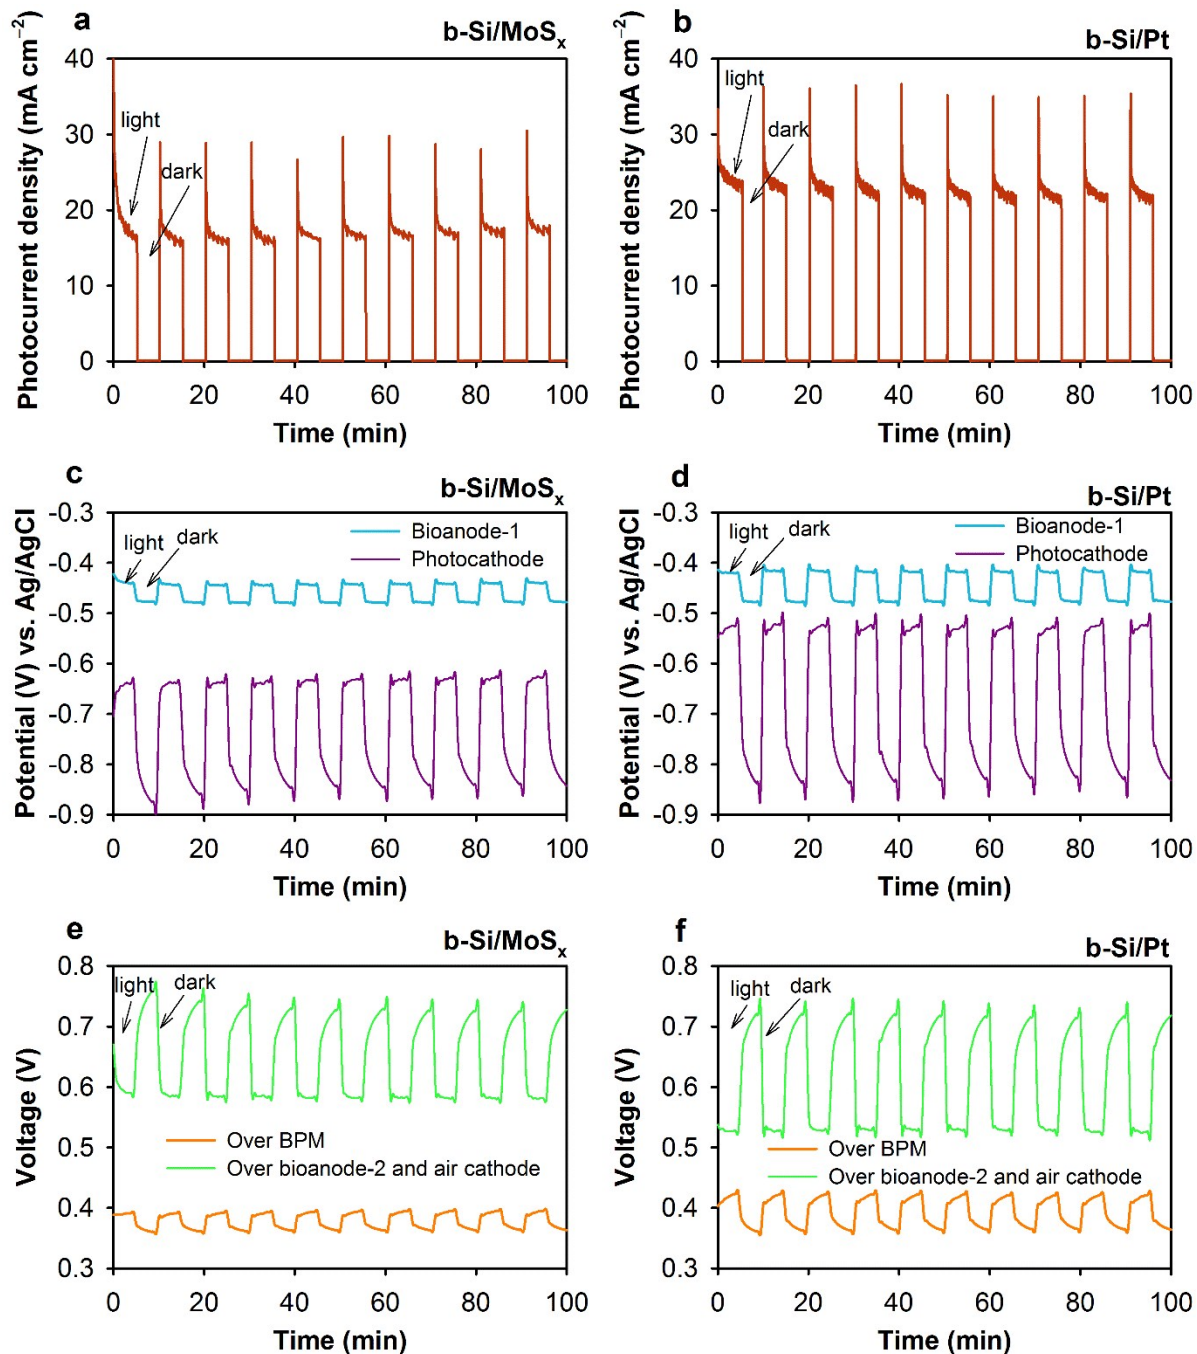 a
b-Si/MoSₓ
Photocurrent density (mA cm⁻²)
40
30
20
10
0
light
dark
0 20 40 60 80 100
Time (min)
b
b-Si/Pt
Photocurrent density (mA cm⁻²)
40
30
20
10
0
light
dark
0 20 40 60 80 100
Time (min)
c
b-Si/MoSₓ
Potential (V) vs. Ag/AgCl
-0.3
-0.4
-0.5
-0.6
-0.7
-0.8
-0.9
light
dark
Bioanode-1
Photocathode
0 20 40 60 80 100
Time (min)
d
b-Si/Pt
Potential (V) vs. Ag/AgCl
-0.3
-0.4
-0.5
-0.6
-0.7
-0.8
-0.9
light
dark
Bioanode-1
Photocathode
0 20 40 60 80 100
Time (min)
e
b-Si/MoSₓ
Voltage (V)
0.8
0.7
0.6
0.5
0.4
0.3
light
dark
Over BPM
Over bioanode-2 and air cathode
0 20 40 60 80 100
Time (min)
f
b-Si/Pt
Voltage (V)
0.8
0.7
0.6
0.5
0.4
0.3
light
dark
Over BPM
Over bioanode-2 and air cathode
0 20 40 60 80 100
Time (min)